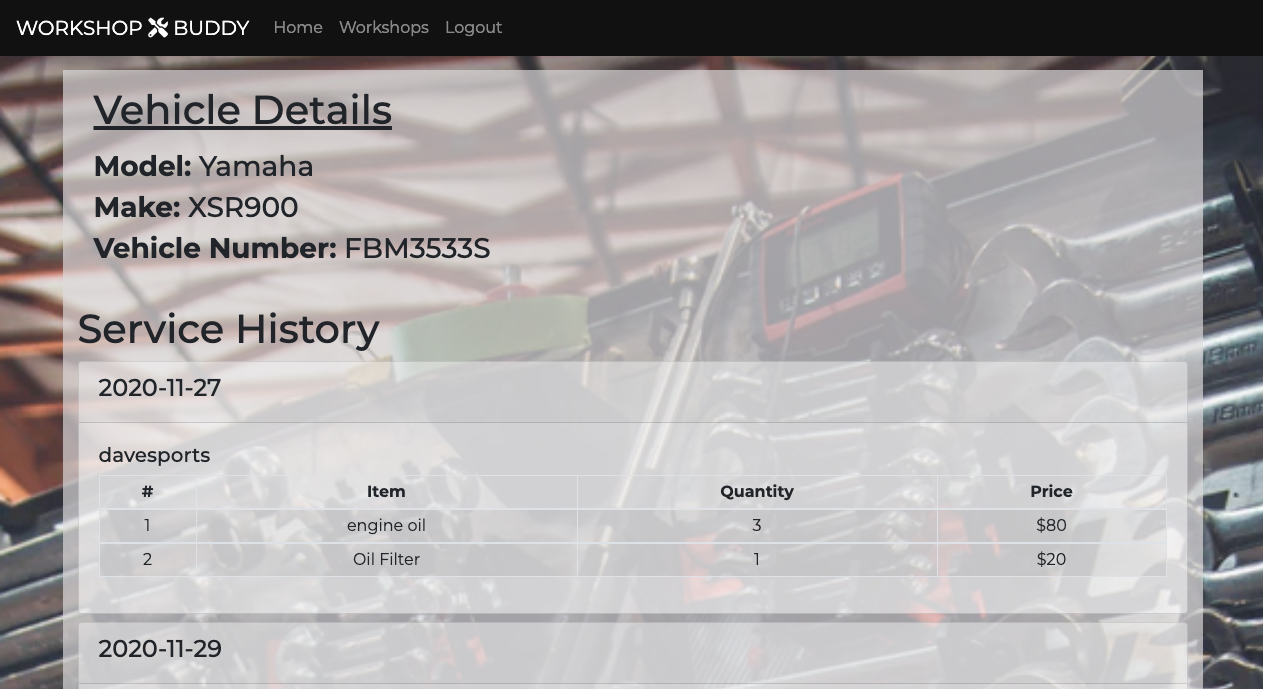 WORKSHOP BUDDY Home Workshops Logout
Vehicle Details
Model: Yamaha
Make: XSR900
Vehicle Number: FBM3533S
Service History
2020-11-27
davesports
# Item Quantity Price
1 engine oil 3 $80
2 Oil Filter 1 $20
2020-11-29